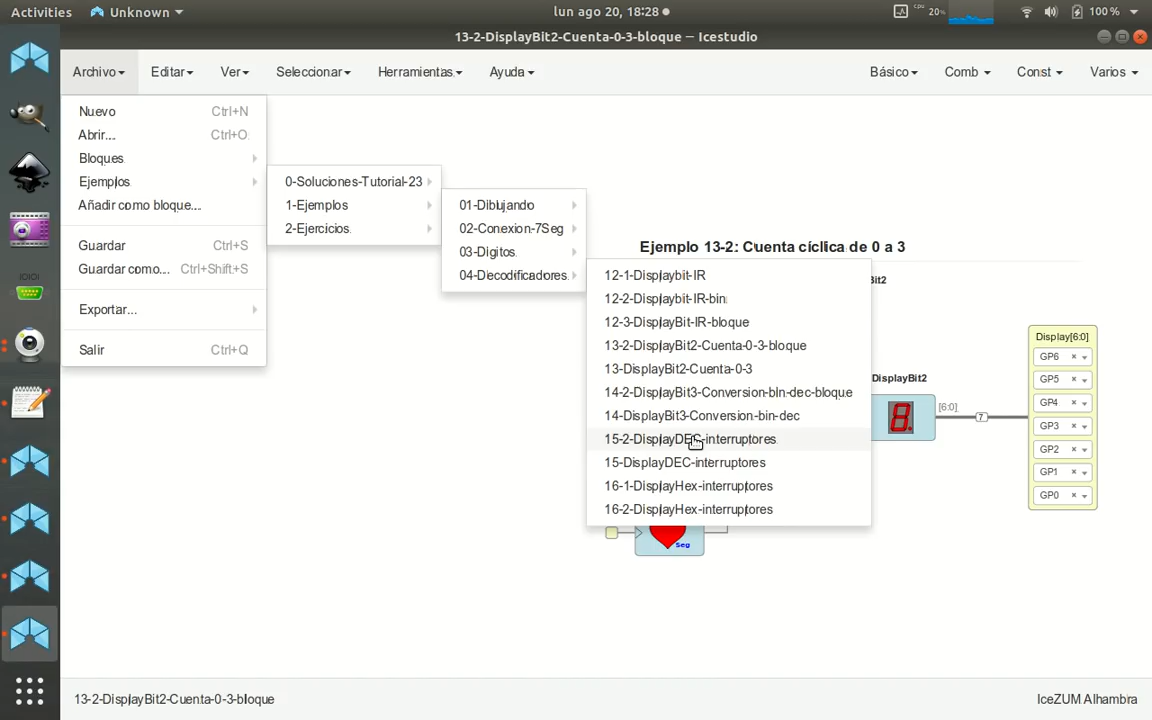 Activities Unknown lun ago 20, 18:28 cpu 20% 100 %
13-2-DisplayBit2-Cuenta-0-3-bloque – Icestudio
Archivo Editar Ver Seleccionar Herramientas Ayuda Básico Comb Const Varios
Nuevo Ctrl+N
Abrir... Ctrl+O
Bloques
Ejemplos
Añadir como bloque...
Guardar Ctrl+S
Guardar como... Ctrl+Shift+S
Exportar...
Salir Ctrl+Q
0-Soluciones-Tutorial-23
1-Ejemplos
2-Ejercicios
01-Dibujando
02-Conexion-7Seg
03-Digitos
04-Decodificadores
12-1-Displaybit-IR
12-2-Displaybit-IR-bin
12-3-DisplayBit-IR-bloque
13-2-DisplayBit2-Cuenta-0-3-bloque
13-DisplayBit2-Cuenta-0-3
14-2-DisplayBit3-Conversion-bin-dec-bloque
14-DisplayBit3-Conversion-bin-dec
15-2-DisplayDEC-interruptores
15-DisplayDEC-interruptores
16-1-DisplayHex-interruptores
16-2-DisplayHex-interruptores
Ejemplo 13-2: Cuenta cícllica de 0 a 3
Bit2
DisplayBit2
[6:0]
7
Display[6:0]
GP6
GP5
GP4
GP3
GP2
GP1
GP0
Seg
13-2-DisplayBit2-Cuenta-0-3-bloque IceZUM Alhambra